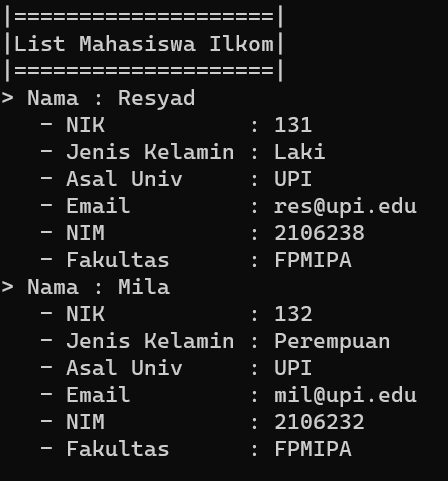 |====================|
|List Mahasiswa Ilkom|
|====================|
> Nama : Resyad
   - NIK           : 131
   - Jenis Kelamin : Laki
   - Asal Univ     : UPI
   - Email         : res@upi.edu
   - NIM           : 2106238
   - Fakultas      : FPMIPA
> Nama : Mila
   - NIK           : 132
   - Jenis Kelamin : Perempuan
   - Asal Univ     : UPI
   - Email         : mil@upi.edu
   - NIM           : 2106232
   - Fakultas      : FPMIPA